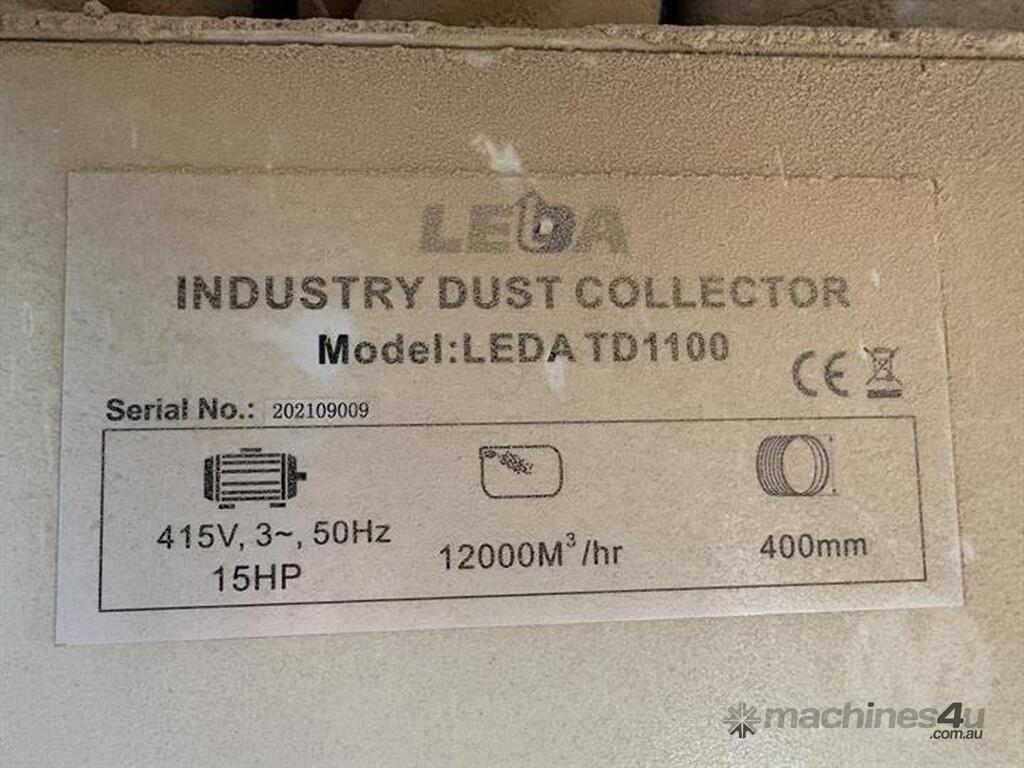 LEDA
INDUSTRY DUST COLLECTOR
Model:LEDA TD1100
CE
Serial No.: 202109009
415V, 3~, 50Hz
15HP
12000M³/hr
400mm
machines4u
.com.au